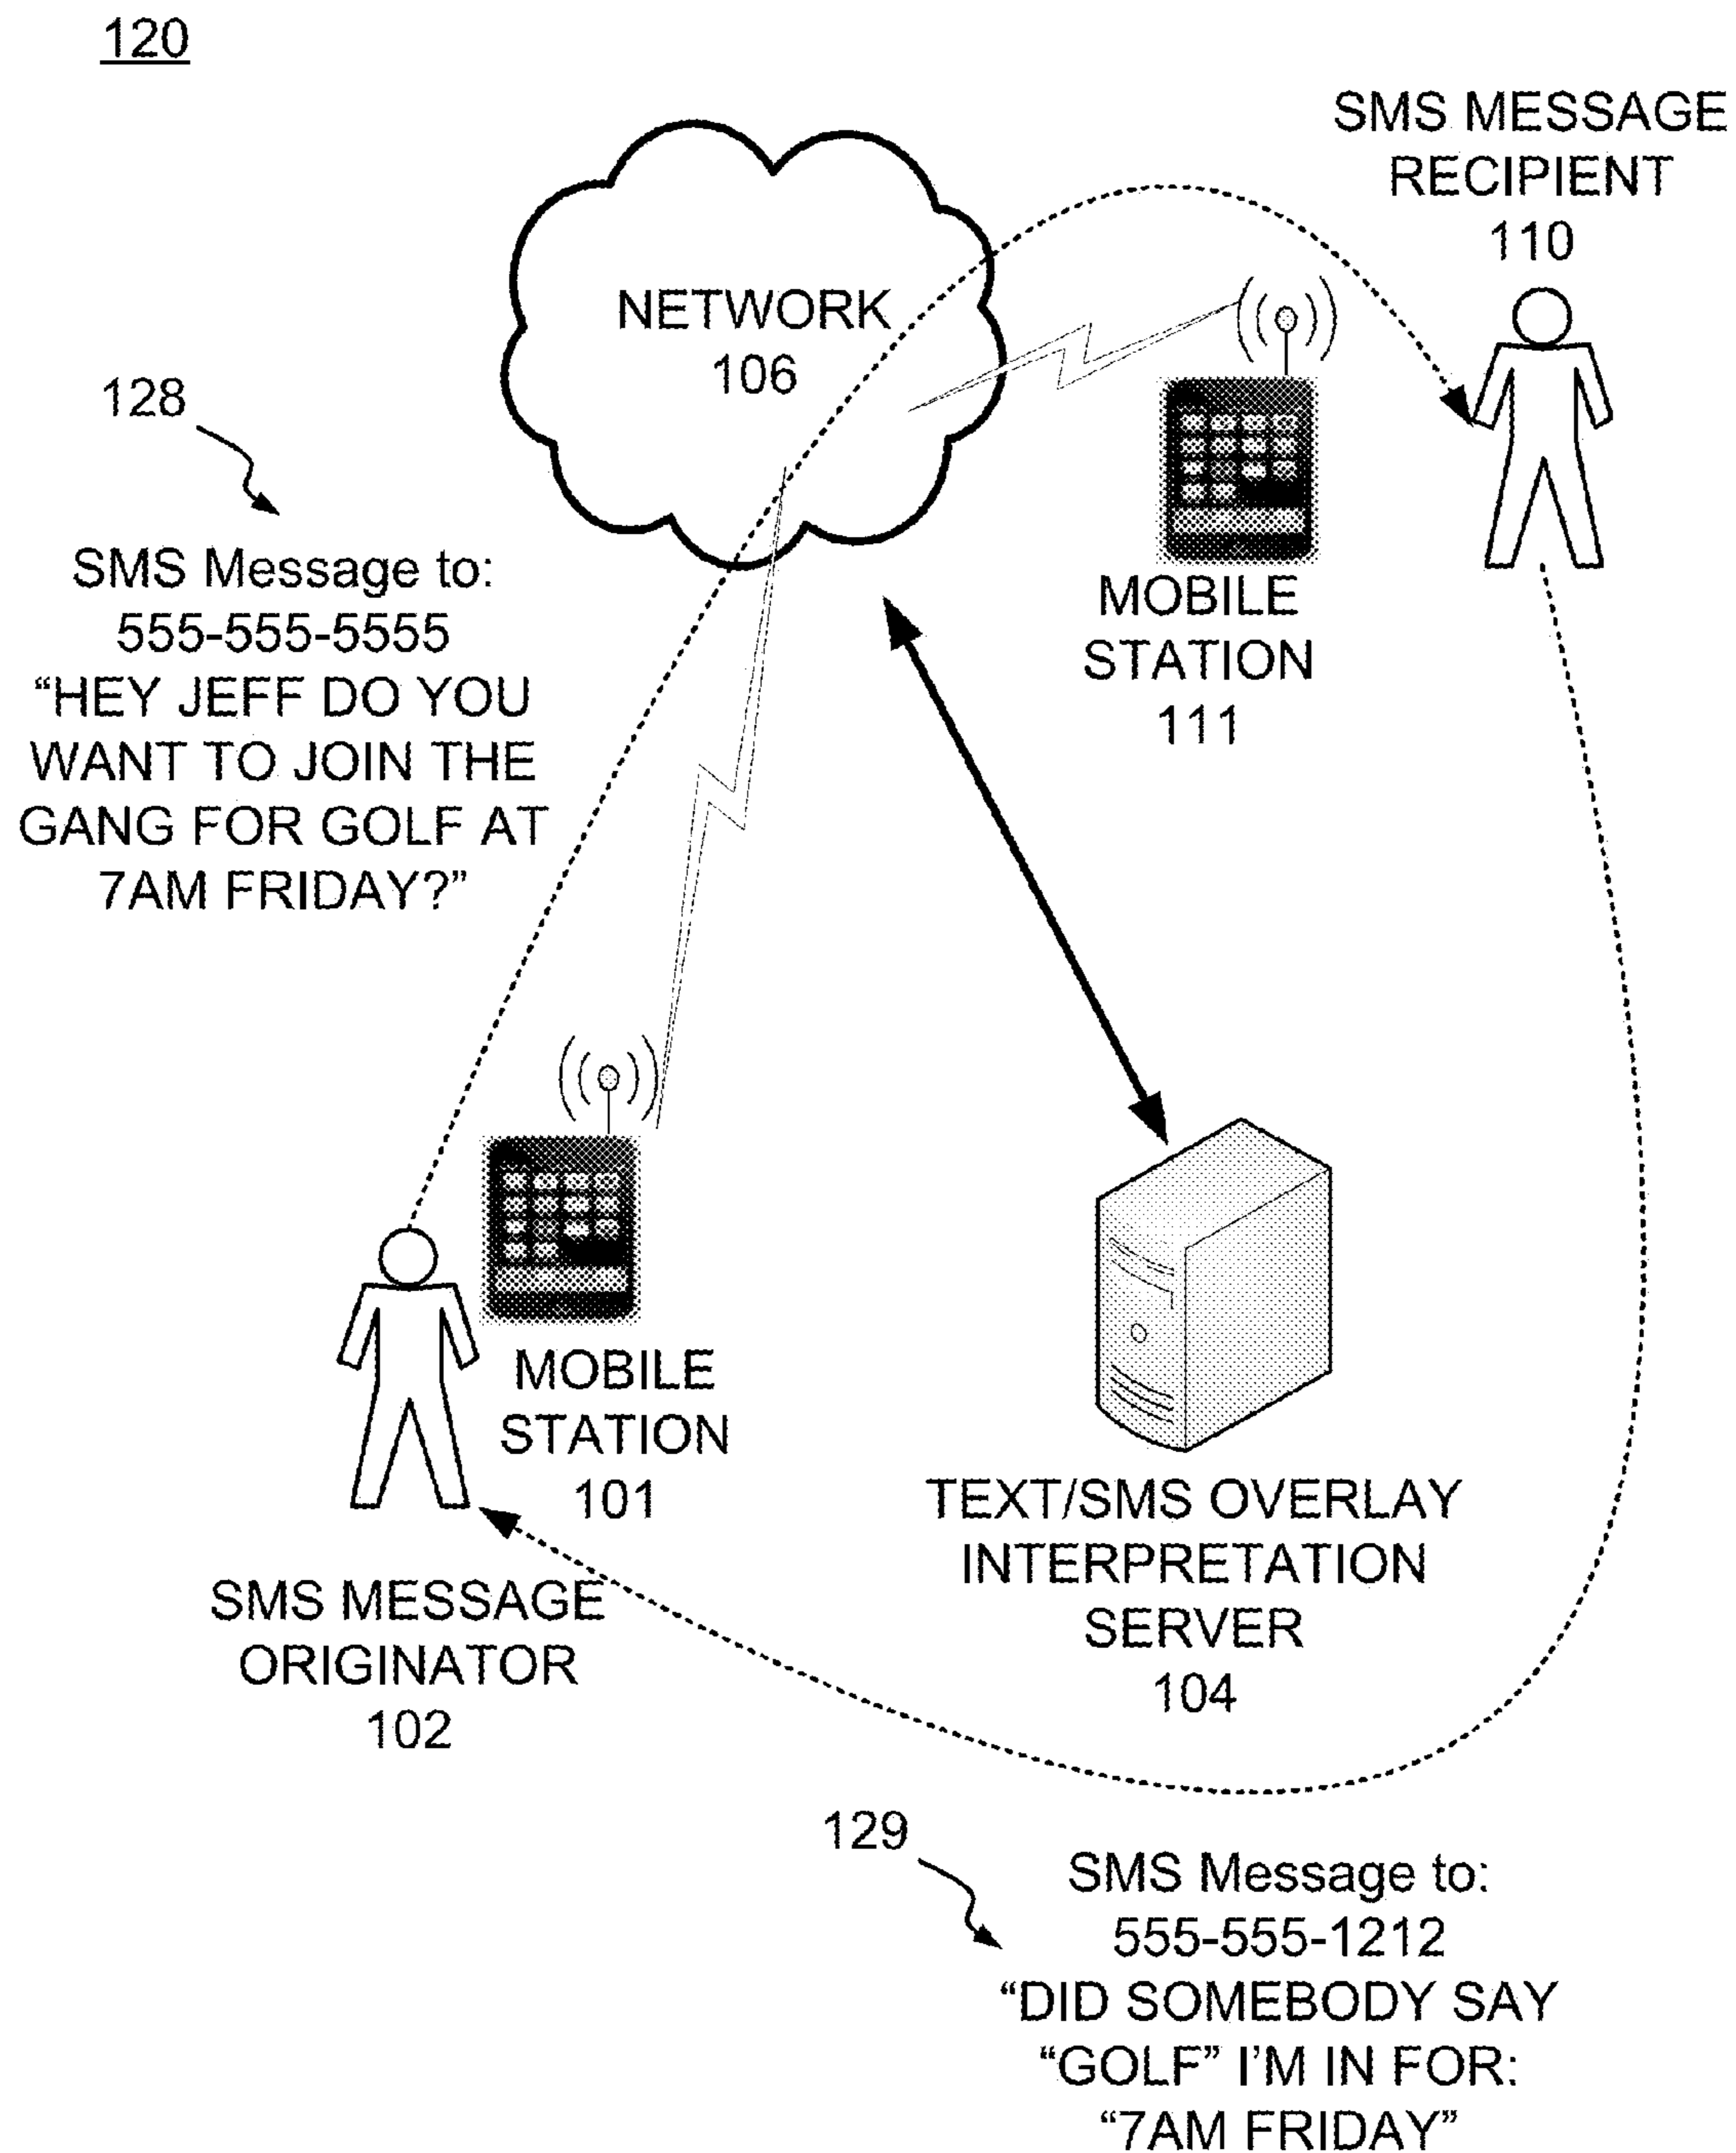 120
SMS MESSAGE
RECIPIENT
110
NETWORK
106
128
SMS Message to:
555-555-5555
“HEY JEFF DO YOU
WANT TO JOIN THE
GANG FOR GOLF AT
7AM FRIDAY?”
MOBILE
STATION
111
MOBILE
STATION
101
SMS MESSAGE
ORIGINATOR
102
TEXT/SMS OVERLAY
INTERPRETATION
SERVER
104
129
SMS Message to:
555-555-1212
“DID SOMEBODY SAY
“GOLF” I’M IN FOR:
“7AM FRIDAY”